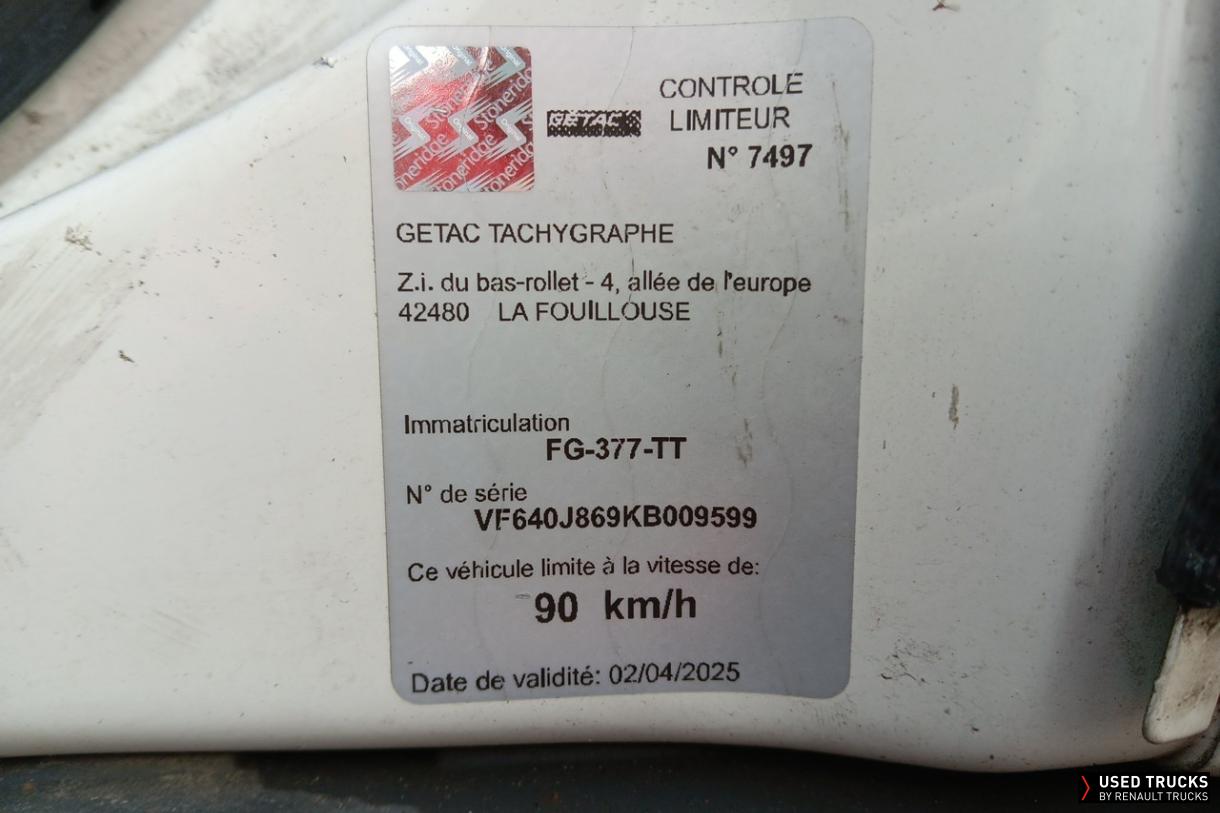 GETAC
CONTROLE
LIMITEUR
N° 7497
Stoneridge
Stoneridge
Stoneridge
GETAC TACHYGRAPHE
Z.i. du bas-rollet - 4, allée de l'europe
42480 LA FOUILLOUSE
Immatriculation
FG-377-TT
N° de série
VF640J869KB009599
Ce véhicule limite à la vitesse de:
90 km/h
Date de validité: 02/04/2025
USED TRUCKS
BY RENAULT TRUCKS